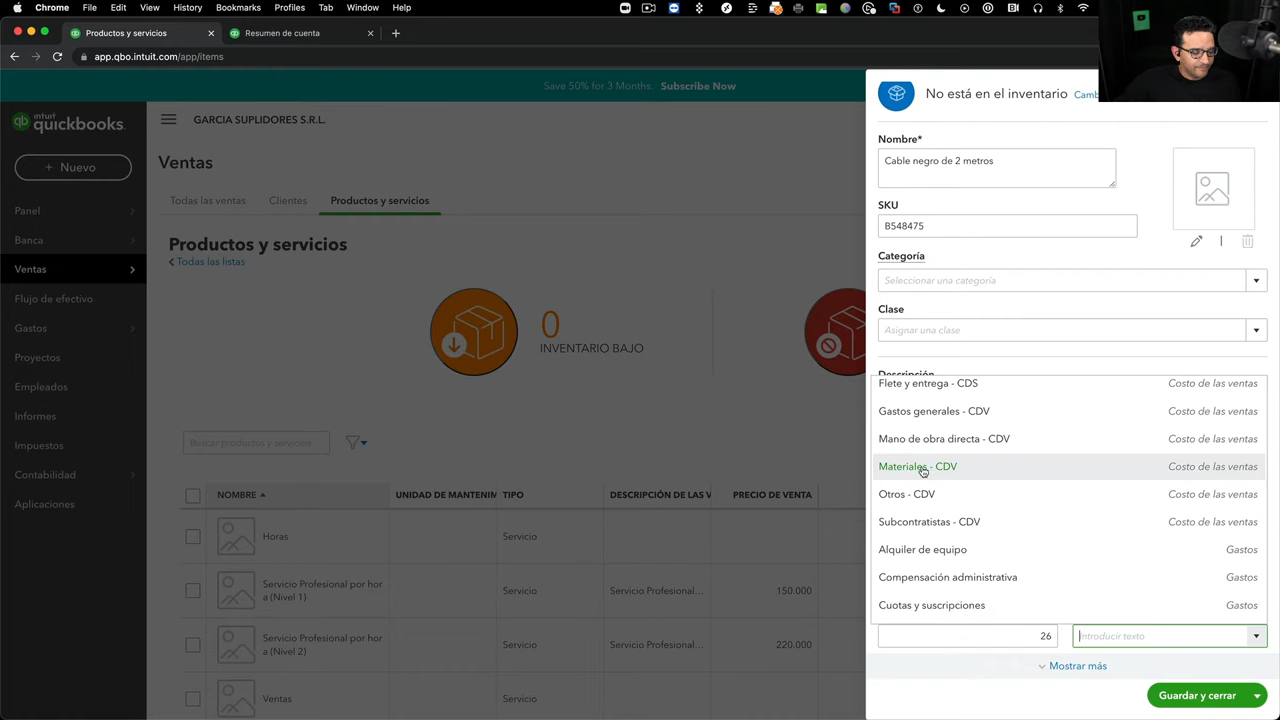 Chrome File Edit View History Bookmarks Profiles Tab Window Help
Productos y servicios
Resumen de cuenta
app.qbo.intuit.com/app/items
Save 50% for 3 Months. Subscribe Now
intuit
quickbooks.
GARCIA SUPLIDORES S.R.L.
+ Nuevo
Panel
Banca
Ventas
Flujo de efectivo
Gastos
Proyectos
Empleados
Informes
Impuestos
Contabilidad
Aplicaciones
Ventas
Todas las ventas
Clientes
Productos y servicios
Productos y servicios
Todas las listas
0
INVENTARIO BAJO
Buscar productos y servicios
NOMBRE
UNIDAD DE MANTENIM
TIPO
DESCRIPCIÓN DE LAS V
PRECIO DE VENTA
Horas
Servicio
Servicio Profesional por hor
a (Nivel 1)
Servicio
Servicio Profesional...
150.000
Servicio Profesional por hor
a (Nivel 2)
Servicio
Servicio Profesional...
220.000
Ventas
Servicio
No está en el inventario
Camb
Nombre*
Cable negro de 2 metros
SKU
B548475
Categoría
Seleccionar una categoría
Clase
Asignar una clase
Descripción
Flete y entrega - CDS Costo de las ventas
Gastos generales - CDV Costo de las ventas
Mano de obra directa - CDV Costo de las ventas
Materiales - CDV Costo de las ventas
Otros - CDV Costo de las ventas
Subcontratistas - CDV Costo de las ventas
Alquiler de equipo Gastos
Compensación administrativa Gastos
Cuotas y suscripciones Gastos
26
Introducir texto
Mostrar más
Guardar y cerrar